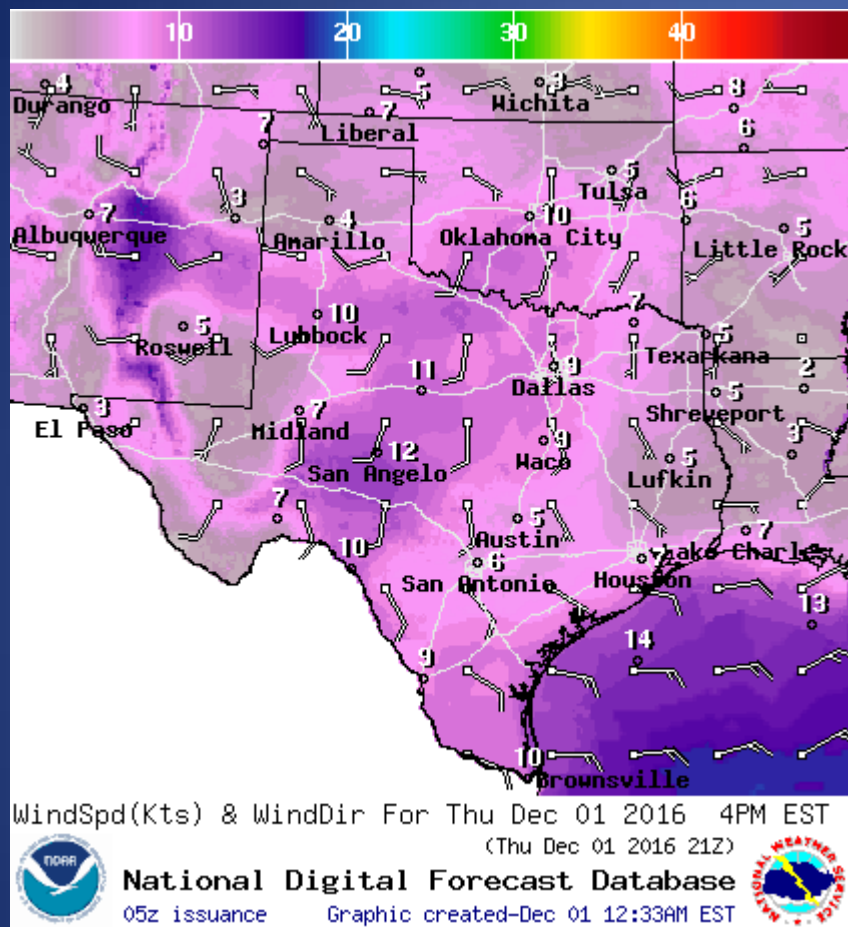 10 20 30 40
4 5 3 8
Durango Wichita
7 Liberal
7 6
5
Tulsa
7 3 4 10 6 5
Albuquerque Amarillo Oklahoma City Little Rock
5 10 7 5
Roswell Lubbock Texarkana
11 9 2
Dallas
3 7 5
El Paso Midland Shreveport
12 9 3
San Angelo Waco 5
Lufkin
7 5 7
Austin
10 6 7 Lake Charles
San Antonio Houston
13
14
9
10
Brownsville
WindSpd(Kts) & WindDir For Thu Dec 01 2016 4PM EST
(Thu Dec 01 2016 21Z)
NOAA
National Digital Forecast Database
05z issuance Graphic created-Dec 01 12:33AM EST
NATIONAL WEATHER SERVICE